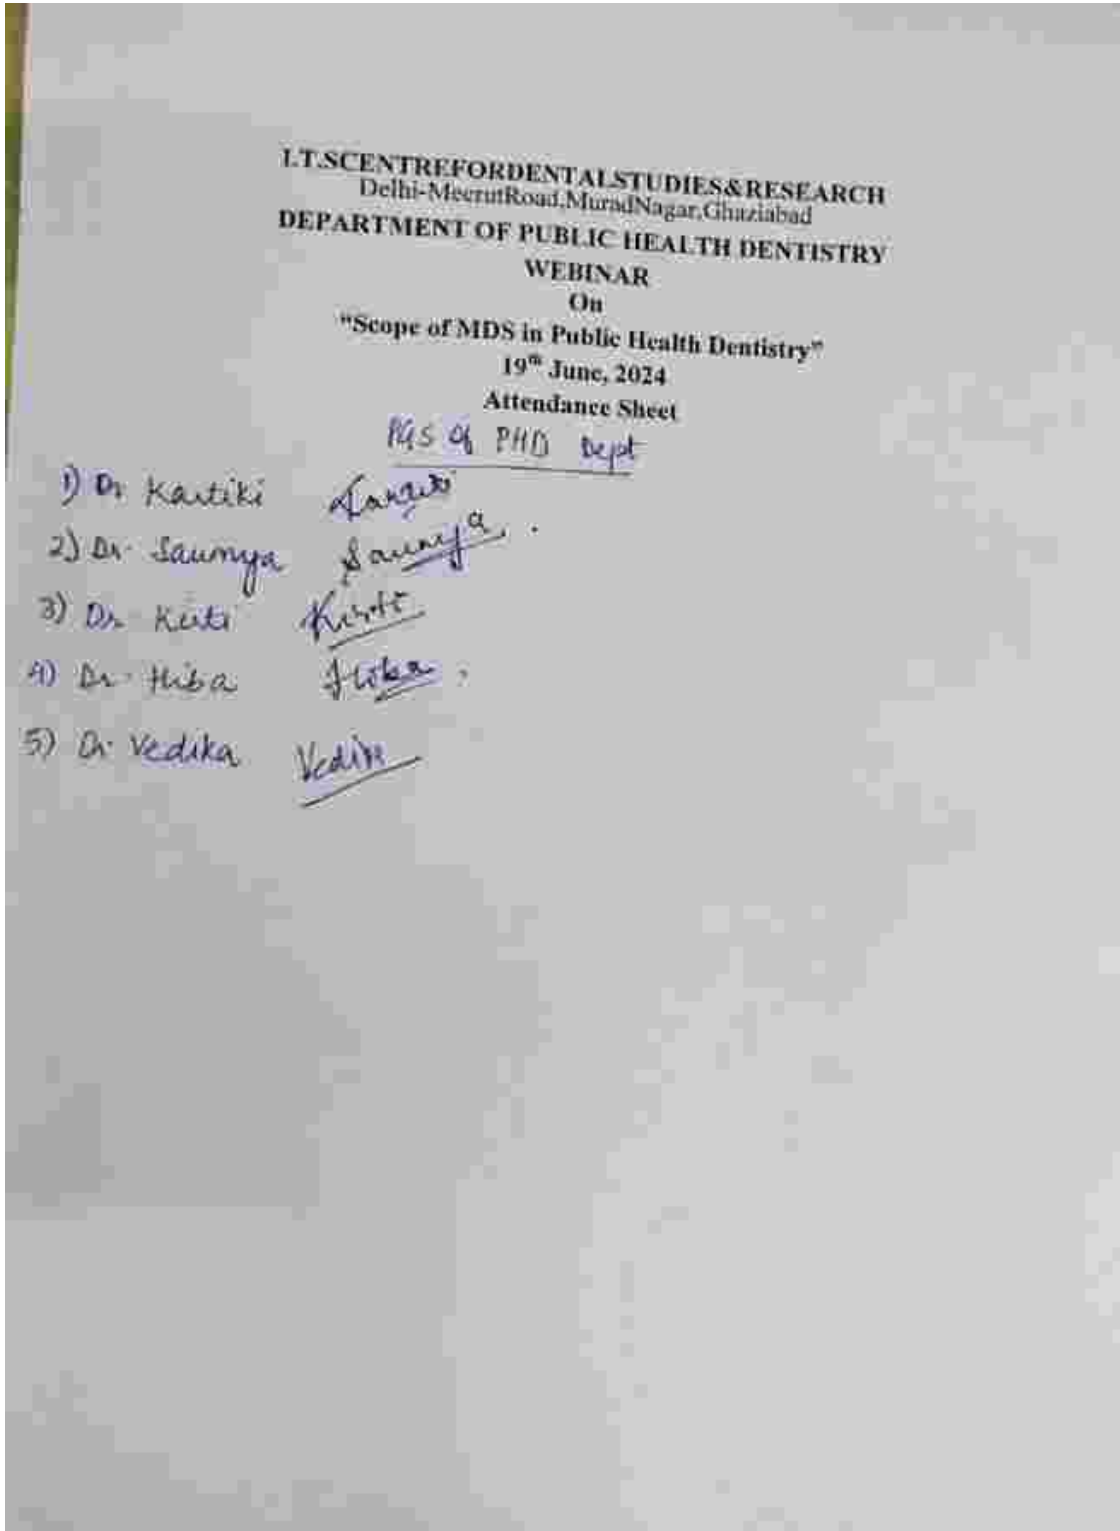 I.T.SCENTREFORDENTALSTUDIES&RESEARCH
Delhi-MeerutRoad,MuradNagar,Ghaziabad
DEPARTMENT OF PUBLIC HEALTH DENTISTRY
WEBINAR
On
"Scope of MDS in Public Health Dentistry"
19th June, 2024
Attendance Sheet
PGS of PHD Dept
1) Dr Kartiki
2) Dr. Saumya Saumya.
3) Dr. Kirti Kirti
4) Dr. Hiba Hiba.
5) Dr. Vedika Vedika